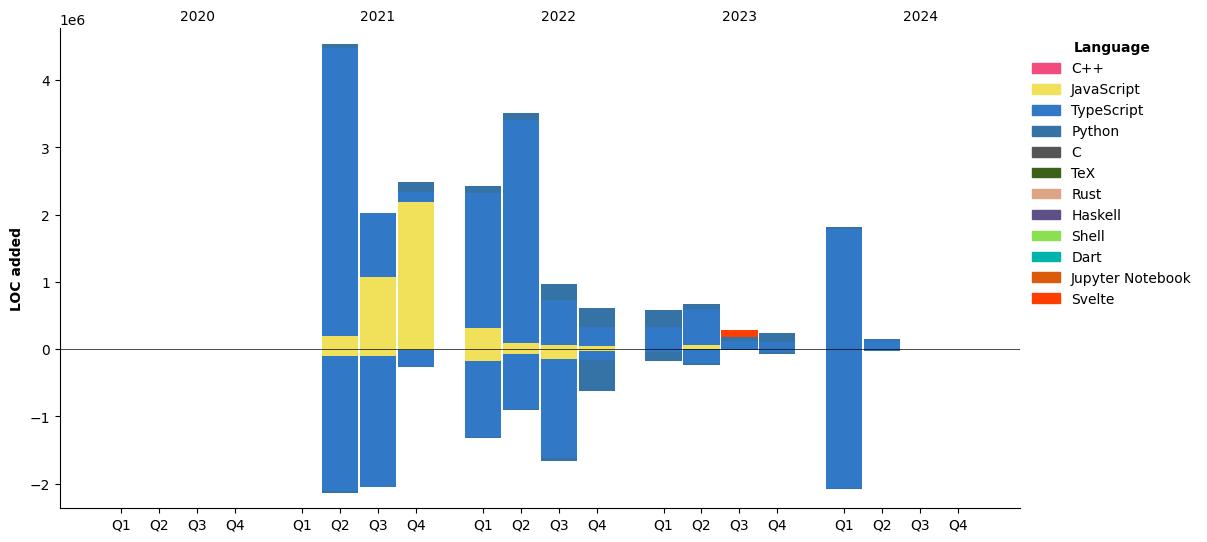 1e6
2020 2021 2022 2023 2024
LOC added
4
3
2
1
0
−1
−2
Q1 Q2 Q3 Q4 Q1 Q2 Q3 Q4 Q1 Q2 Q3 Q4 Q1 Q2 Q3 Q4 Q1 Q2 Q3 Q4
Language
C++
JavaScript
TypeScript
Python
C
TeX
Rust
Haskell
Shell
Dart
Jupyter Notebook
Svelte